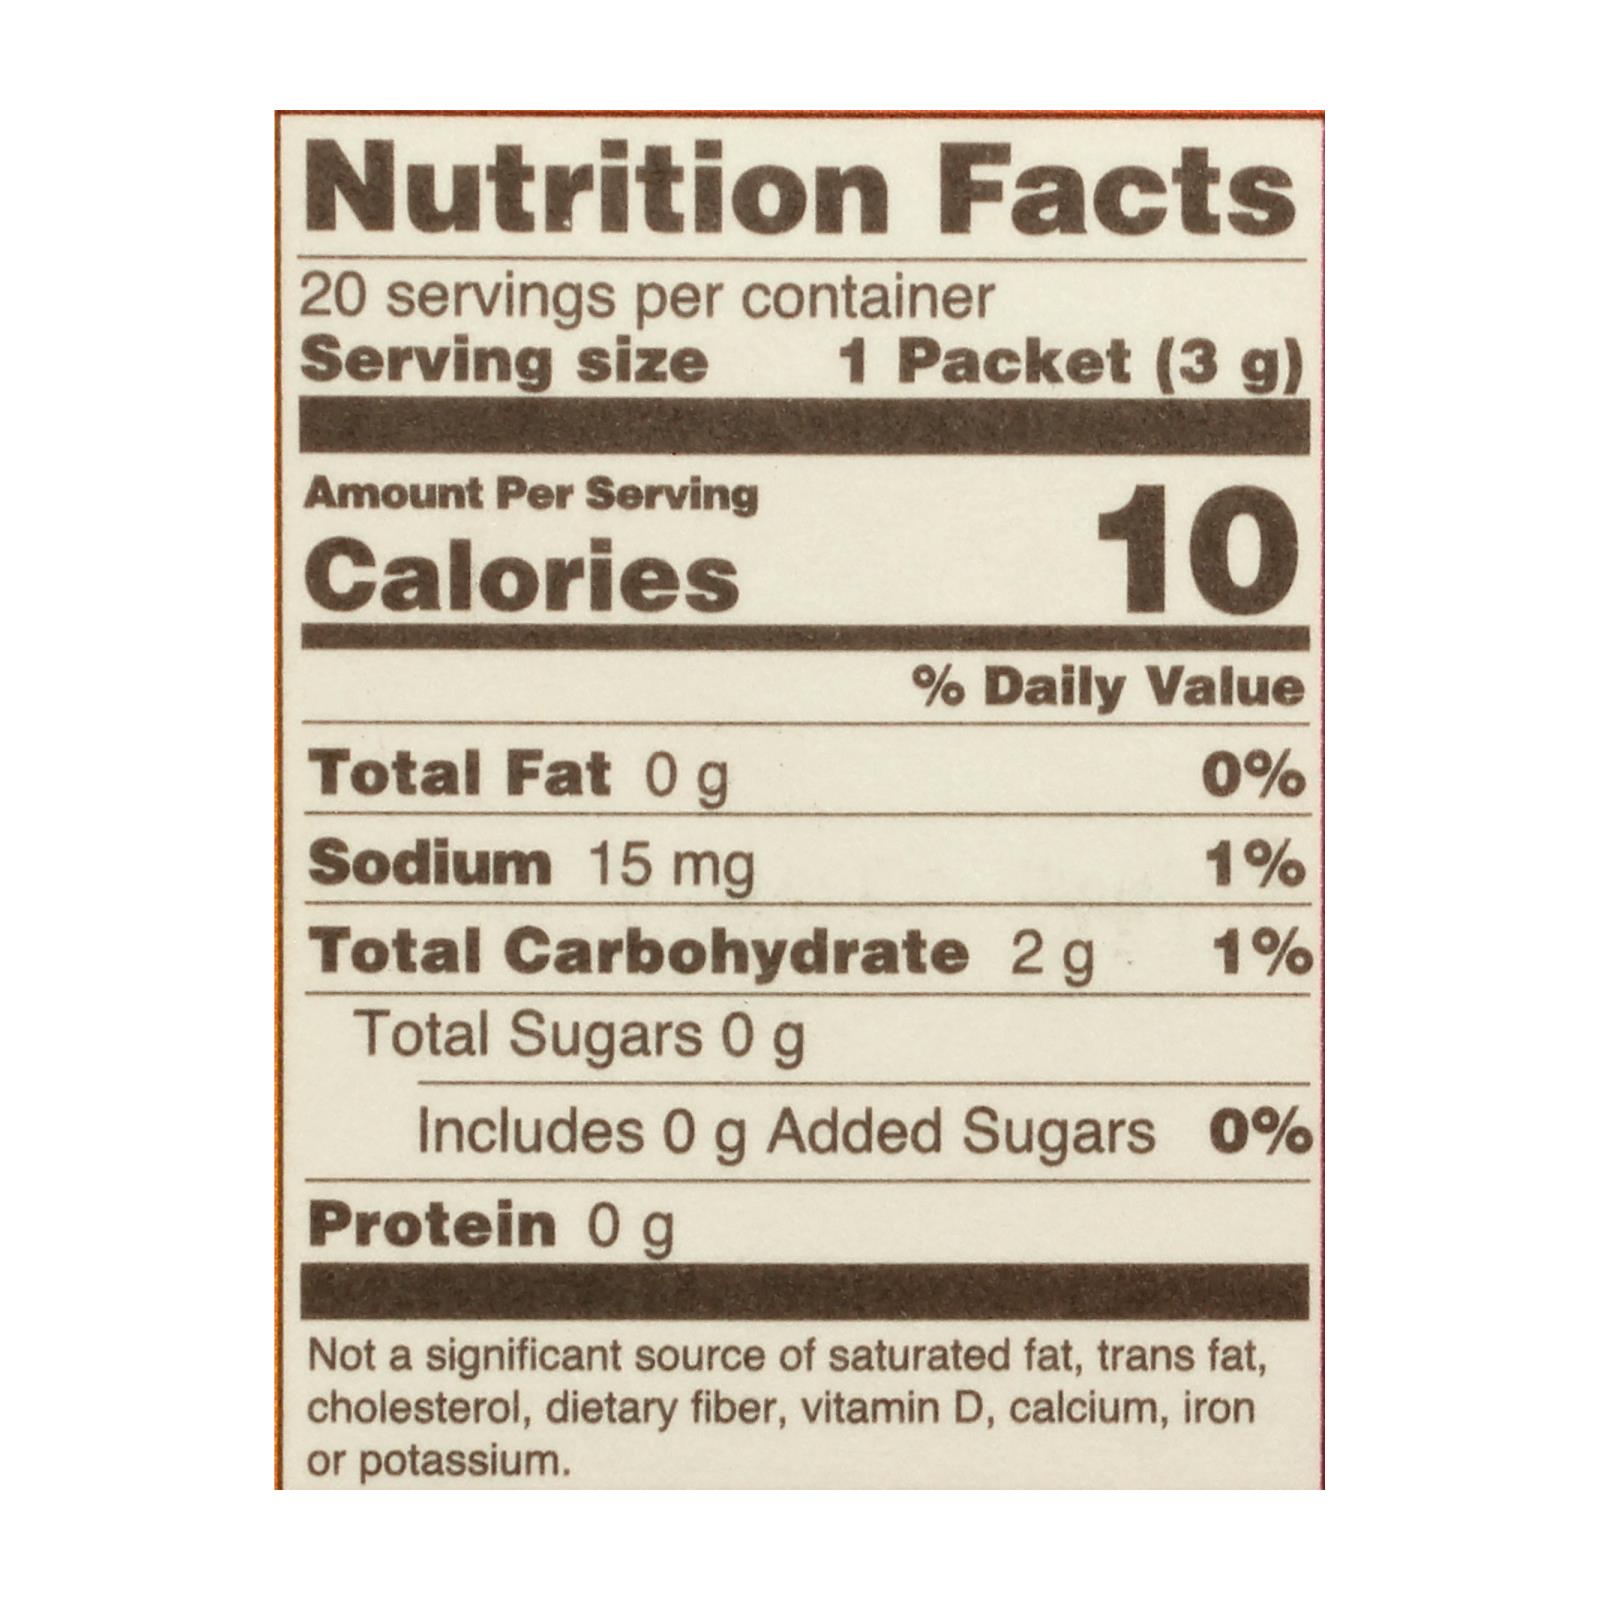 Nutrition Facts
20 servings per container
Serving size 1 Packet (3 g)
Amount Per Serving
Calories 10
% Daily Value
Total Fat 0 g 0%
Sodium 15 mg 1%
Total Carbohydrate 2 g 1%
Total Sugars 0 g
Includes 0 g Added Sugars 0%
Protein 0 g
Not a significant source of saturated fat, trans fat,
cholesterol, dietary fiber, vitamin D, calcium, iron
or potassium.